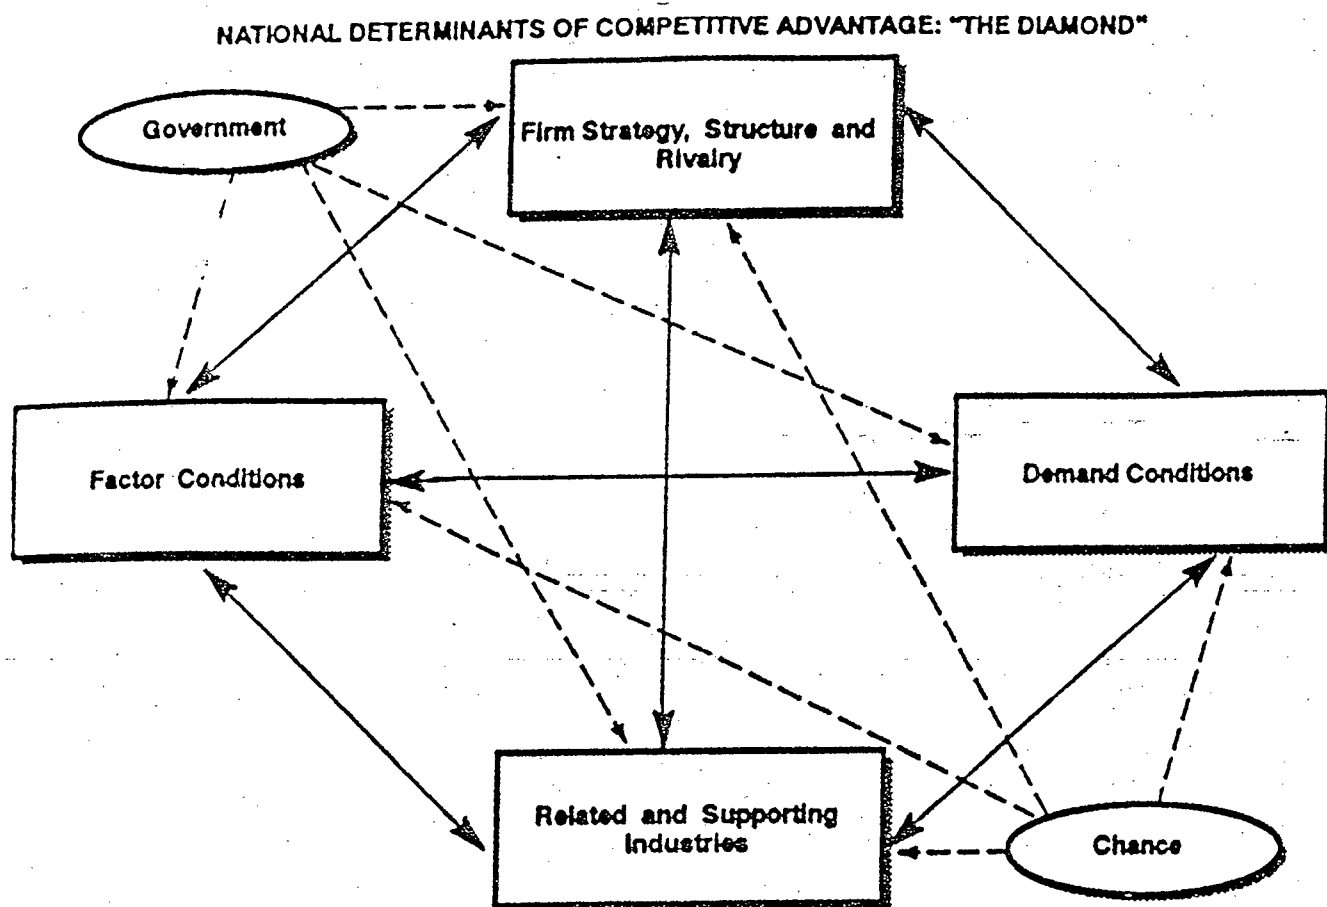 NATIONAL DETERMINANTS OF COMPETITIVE ADVANTAGE: "THE DIAMOND"
Government
Firm Strategy, Structure and
Rivalry
Factor Conditions
Demand Conditions
Related and Supporting
Industries
Chance